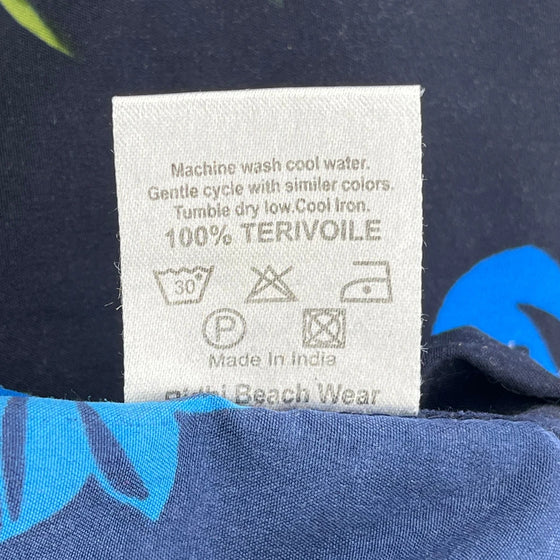 Machine wash cool water.
Gentle cycle with similer colors.
Tumble dry low.Cool Iron.
100% TERIVOILE
30°
P
Made In India
Beach Wear